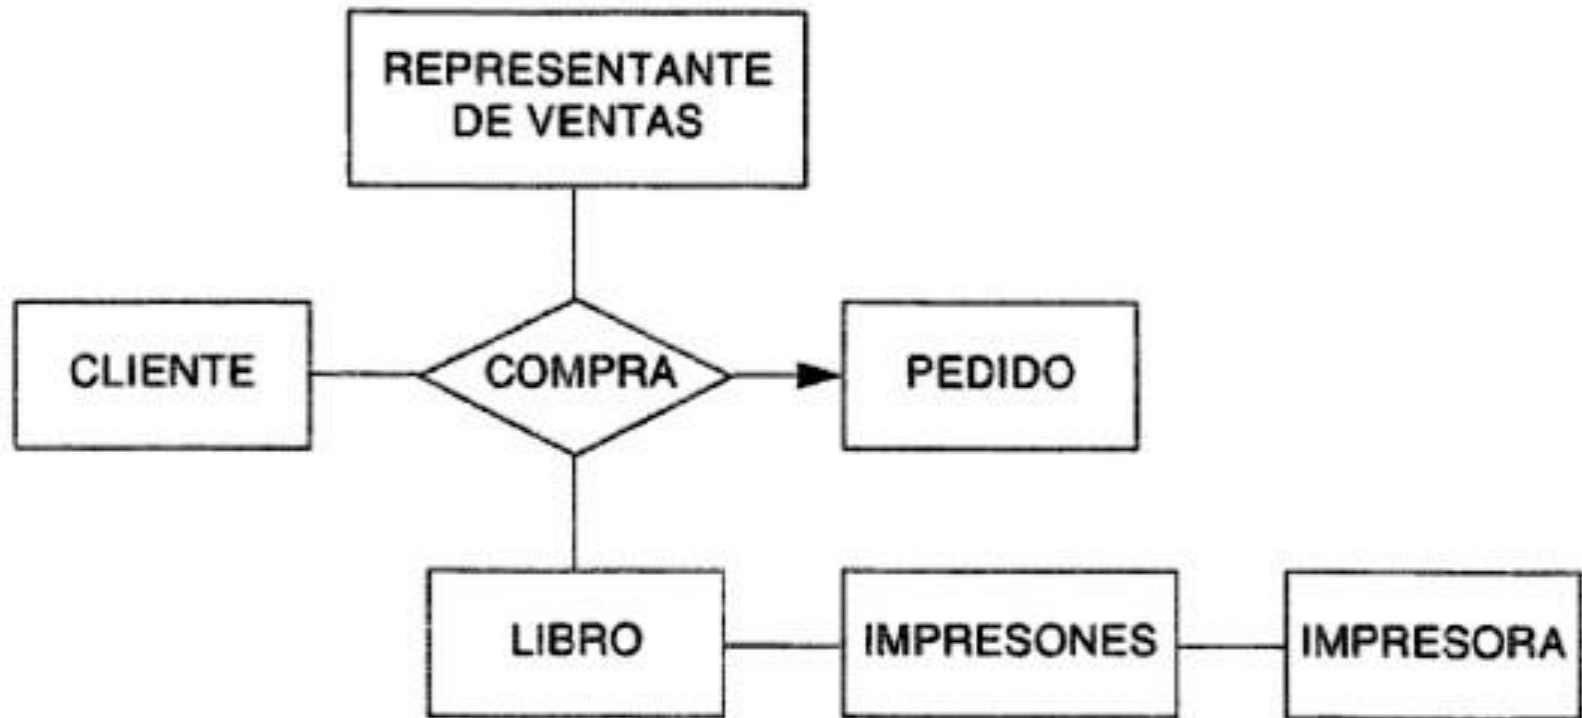 REPRESENTANTE
DE VENTAS
CLIENTE
COMPRA
PEDIDO
LIBRO
IMPRESONES
IMPRESORA